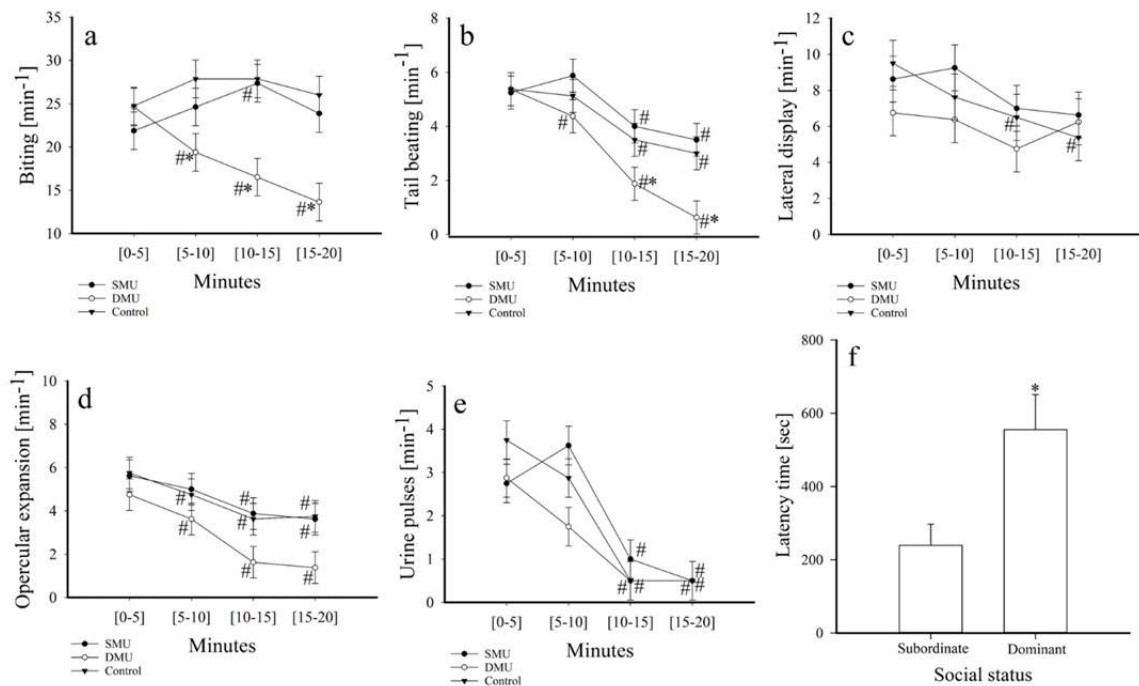 a
Biting [min⁻¹]
30
25
20
15
10
#
#*
#*
#*
[0-5] [5-10] [10-15] [15-20]
Minutes
SMU
DMU
Control
b
Tail beating [min⁻¹]
8
6
4
2
0
#
#
#
#
#
#*
#*
[0-5] [5-10] [10-15] [15-20]
Minutes
SMU
DMU
Control
c
Lateral display [min⁻¹]
12
10
8
6
4
2
0
#
#
[0-5] [5-10] [10-15] [15-20]
Minutes
SMU
DMU
Control
d
Opercular expansion [min⁻¹]
10
8
6
4
2
0
#
#
#
#
#
#
#
#
[0-5] [5-10] [10-15] [15-20]
Minutes
SMU
DMU
Control
e
Urine pulses [min⁻¹]
5
4
3
2
1
0
#
##
#
##
[0-5] [5-10] [10-15] [15-20]
Minutes
SMU
DMU
Control
f
Latency time [sec]
800
600
400
200
0
*
Subordinate Dominant
Social status